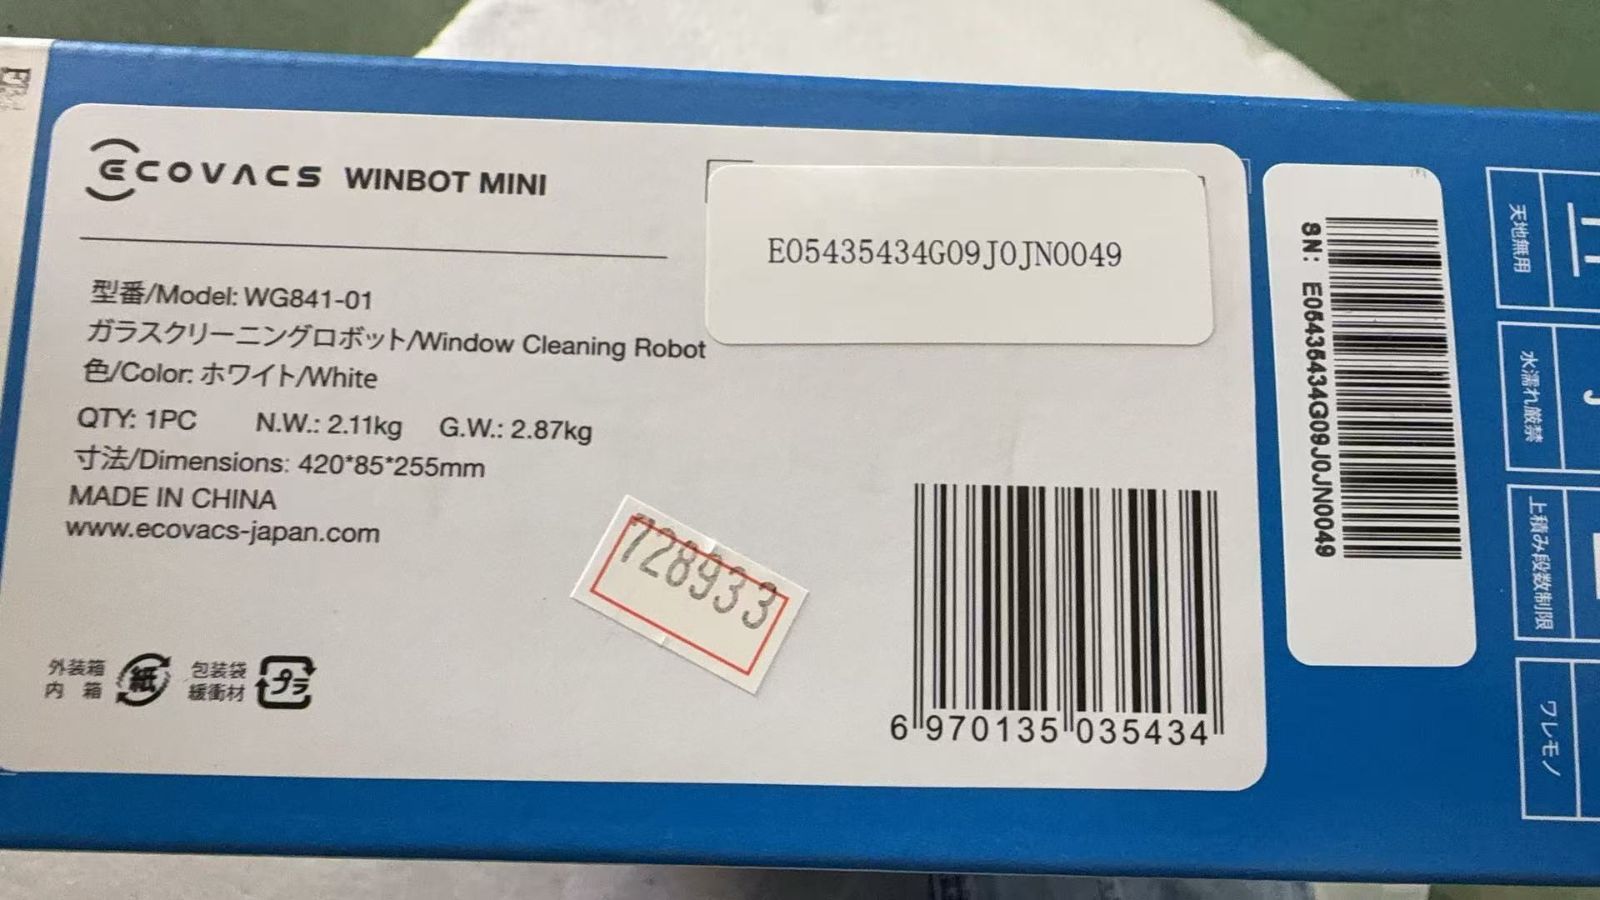 ECOVACS WINBOT MINI
E05435434G09J0JN0049
型番/Model: WG841-01
ガラスクリーニングロボット/Window Cleaning Robot
色/Color: ホワイト/White
QTY: 1PC N.W.: 2.11kg G.W.: 2.87kg
寸法/Dimensions: 420*85*255mm
MADE IN CHINA
www.ecovacs-japan.com
728933
外装箱
内 箱
紙
包装袋
緩衝材
プラ
6 970135 035434
SN: E05435434G09J0JN0049
天地無用
水濡れ厳禁
上積み段数制限
ワレモノ